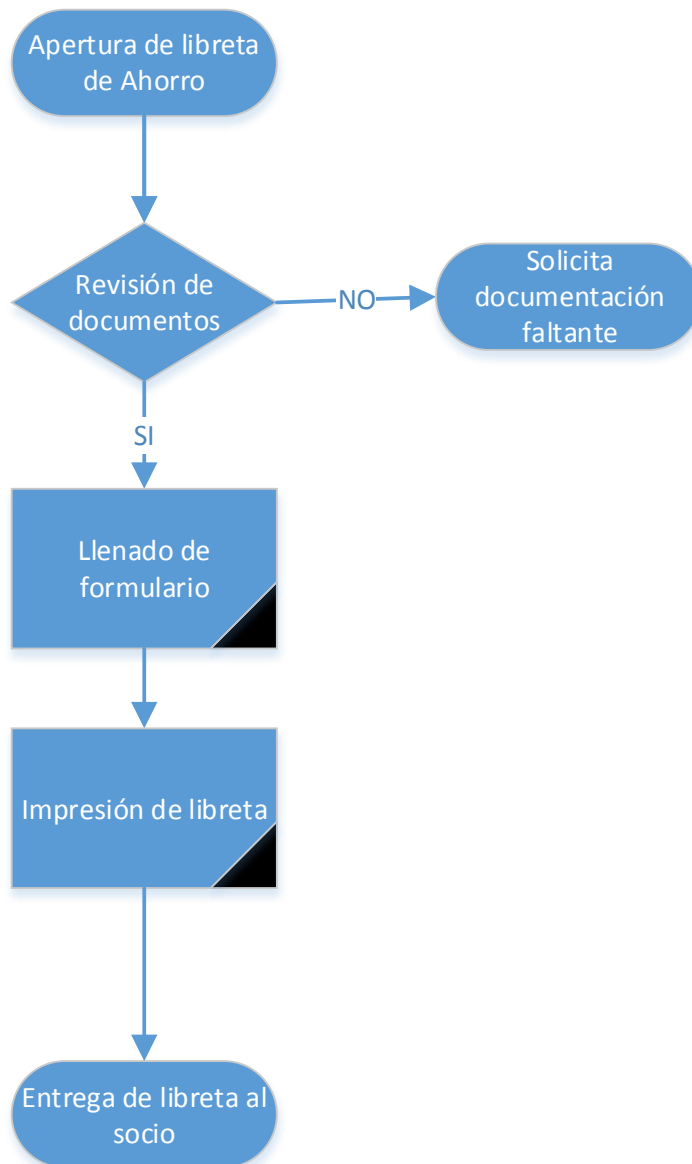 Apertura de libreta
de Ahorro
Revisión de
documentos
NO
Solicita
documentación
faltante
SI
Llenado de
formulario
Impresión de libreta
Entrega de libreta al
socio